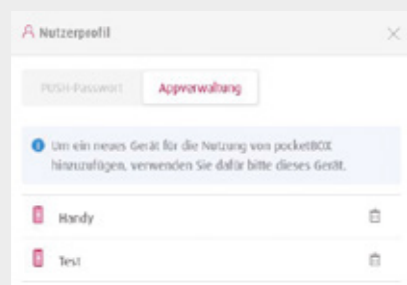 Nutzerprofil
PUSH-Passwort Appverwaltung
Um ein neues Gerät für die Nutzung von pocketBOX
hinzuzufügen, verwenden Sie dafür bitte dieses Gerät.
Handy
Test